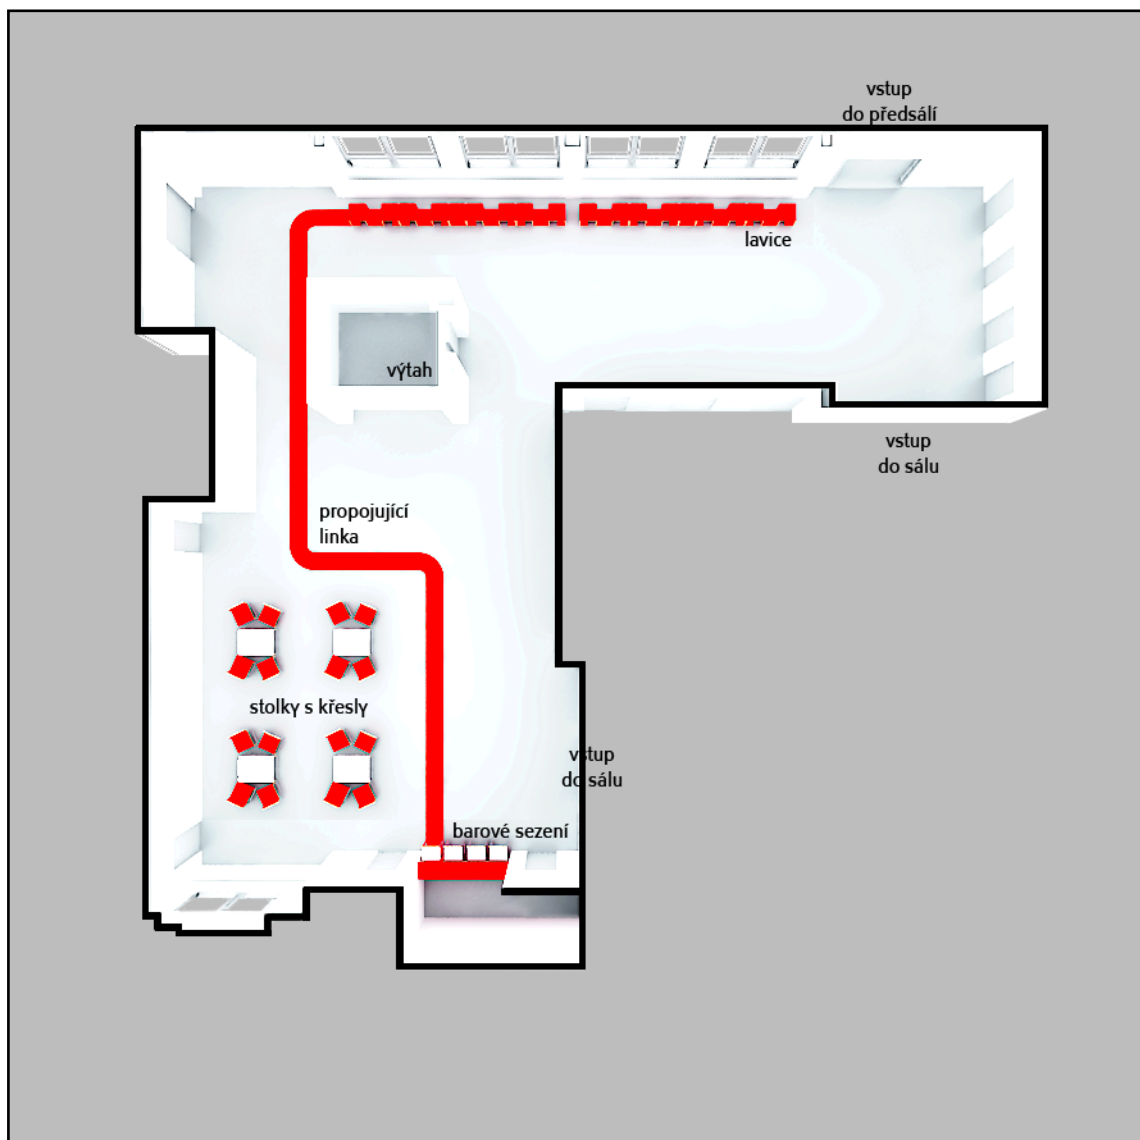 vstup
do předsálí
lavice
výtah
vstup
do sálu
propojující
linka
stolky s křesly
vstup
do sálu
barové sezení